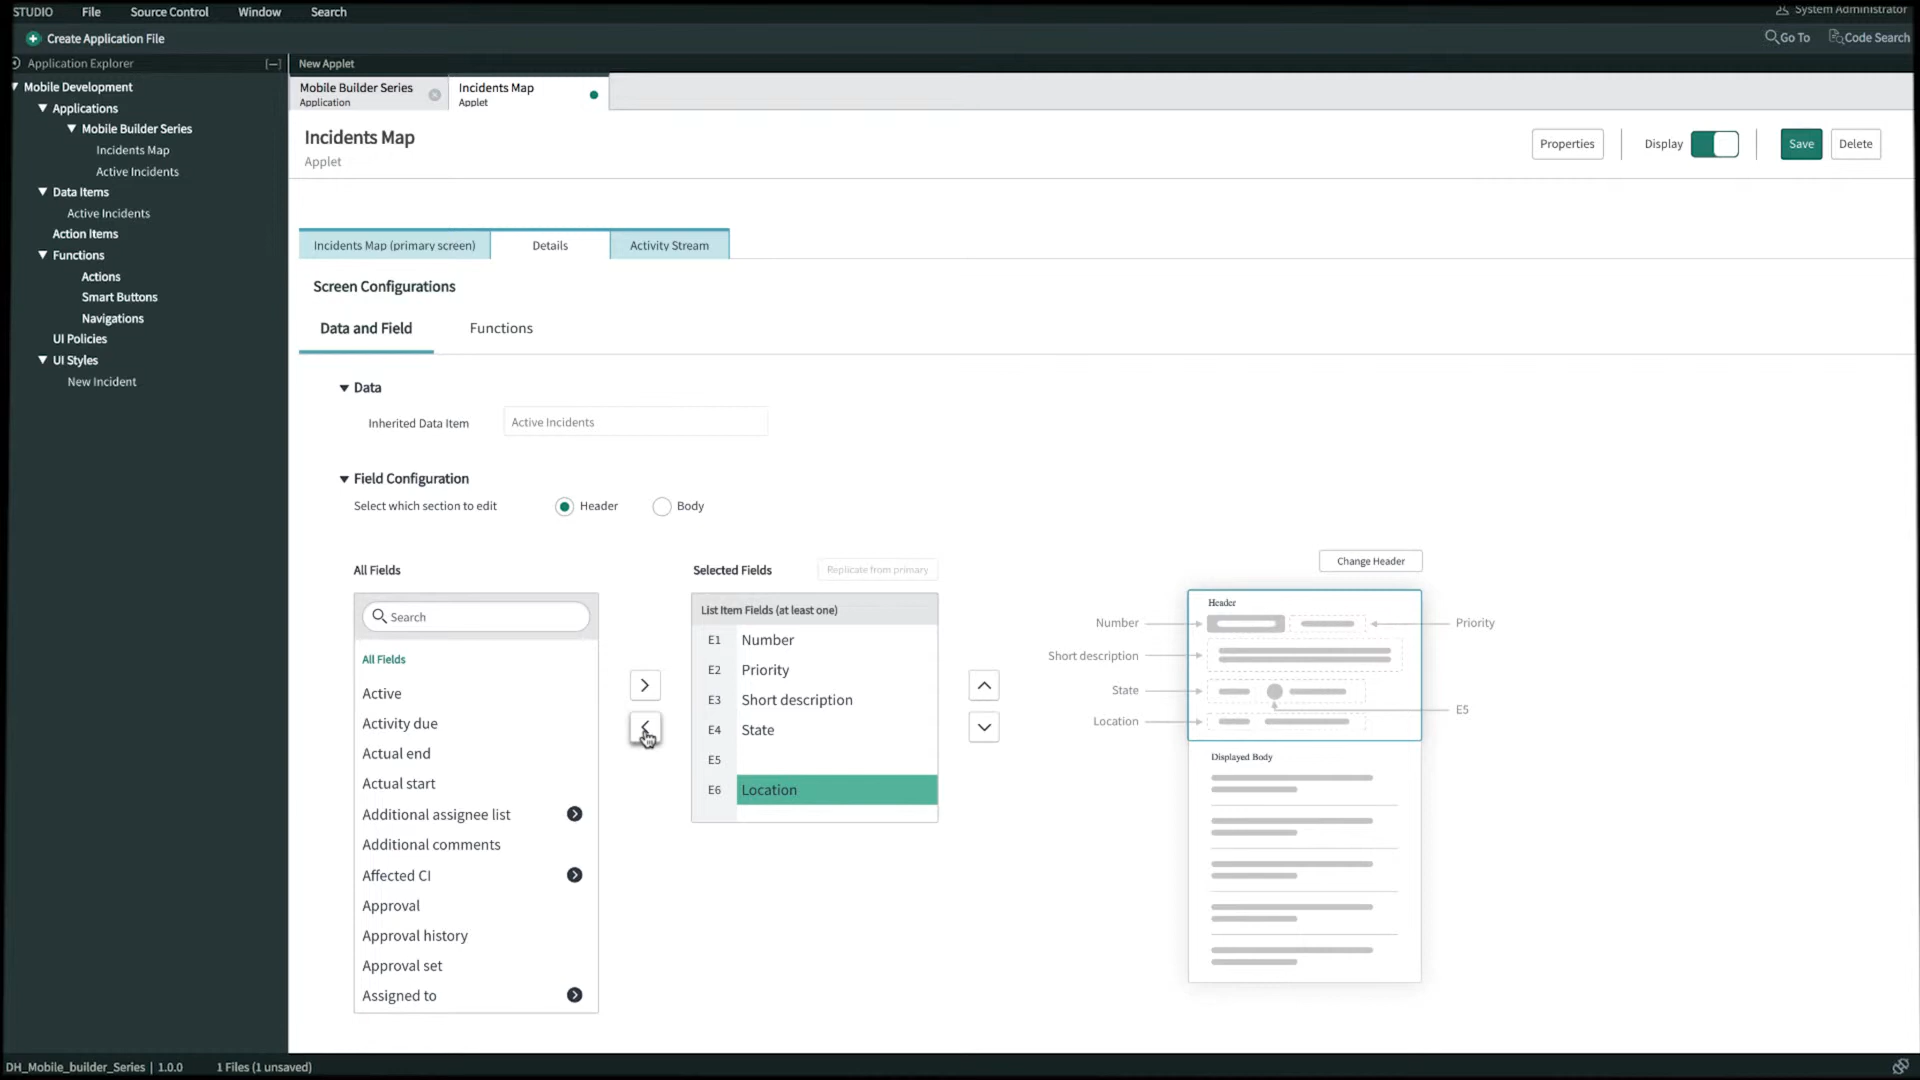 STUDIO File Source Control Window Search System Administrator
Create Application File Go To Code Search
Application Explorer [—] New Applet
Mobile Development
Applications
Mobile Builder Series
Incidents Map
Active Incidents
Data Items
Active Incidents
Action Items
Functions
Actions
Smart Buttons
Navigations
UI Policies
UI Styles
New Incident
Mobile Builder Series
Application
Incidents Map
Applet
Incidents Map
Applet
Properties Display Save Delete
Incidents Map (primary screen) Details Activity Stream
Screen Configurations
Data and Field Functions
Data
Inherited Data Item Active Incidents
Field Configuration
Select which section to edit Header Body
All Fields
Search
All Fields
Active
Activity due
Actual end
Actual start
Additional assignee list
Additional comments
Affected CI
Approval
Approval history
Approval set
Assigned to
Selected Fields Replicate from primary
List Item Fields (at least one)
E1 Number
E2 Priority
E3 Short description
E4 State
E5
E6 Location
Change Header
Header
Number Priority
Short description
State
E5
Location
Displayed Body
DH_Mobile_builder_Series | 1.0.0 1 Files (1 unsaved)